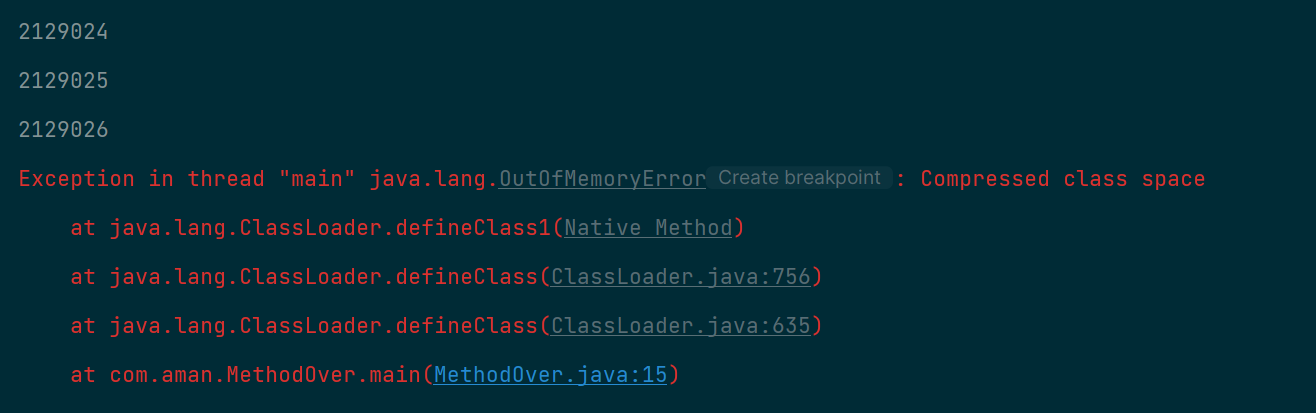 2129024
2129025
2129026
Exception in thread "main" java.lang.OutOfMemoryError Create breakpoint : Compressed class space
at java.lang.ClassLoader.defineClass1(Native Method)
at java.lang.ClassLoader.defineClass(ClassLoader.java:756)
at java.lang.ClassLoader.defineClass(ClassLoader.java:635)
at com.aman.MethodOver.main(MethodOver.java:15)